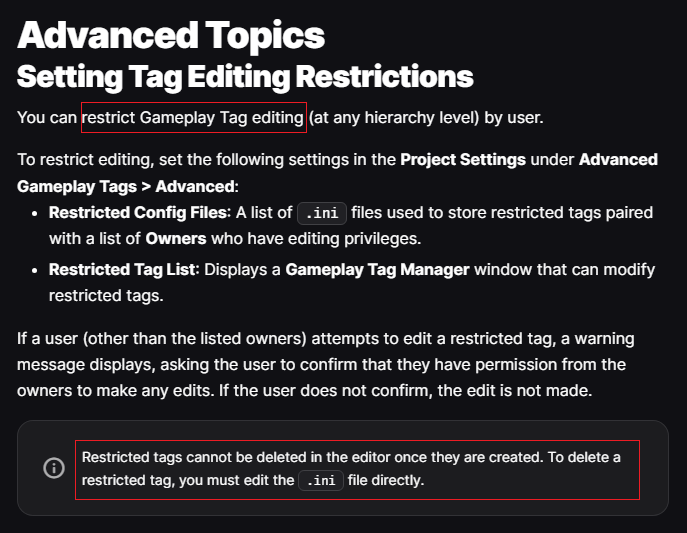 Advanced Topics
Setting Tag Editing Restrictions
You can restrict Gameplay Tag editing (at any hierarchy level) by user.
To restrict editing, set the following settings in the Project Settings under Advanced
Gameplay Tags > Advanced:
• Restricted Config Files: A list of .ini files used to store restricted tags paired
with a list of Owners who have editing privileges.
• Restricted Tag List: Displays a Gameplay Tag Manager window that can modify
restricted tags.
If a user (other than the listed owners) attempts to edit a restricted tag, a warning
message displays, asking the user to confirm that they have permission from the
owners to make any edits. If the user does not confirm, the edit is not made.
Restricted tags cannot be deleted in the editor once they are created. To delete a
restricted tag, you must edit the .ini file directly.